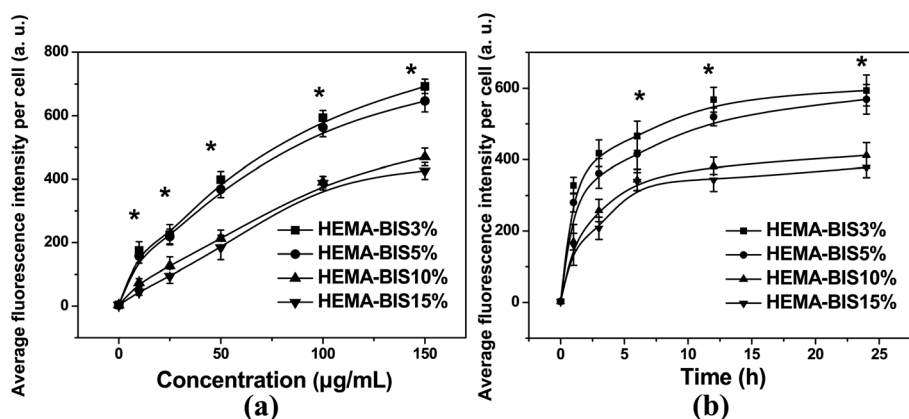 Average fluorescence intensity per cell (a. u.)
800
600
400
200
0
* * * * * *
HEMA-BIS3%
HEMA-BIS5%
HEMA-BIS10%
HEMA-BIS15%
0 50 100 150
Concentration (µg/mL)
(a)
Average fluorescence intensity per cell (a. u.)
600
400
200
0
* * *
HEMA-BIS3%
HEMA-BIS5%
HEMA-BIS10%
HEMA-BIS15%
0 5 10 15 20 25
Time (h)
(b)